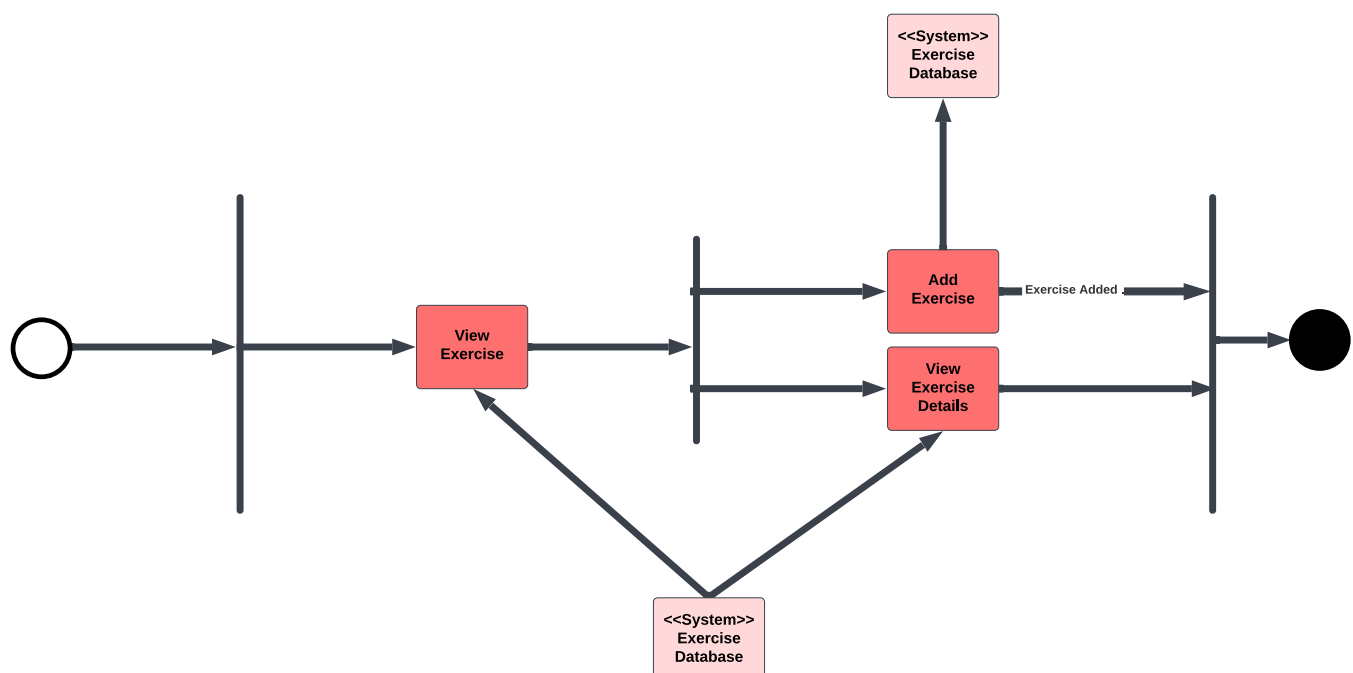 <<System>>
Exercise
Database
Add
Exercise
Exercise Added
View
Exercise
View
Exercise
Details
<<System>>
Exercise
Database